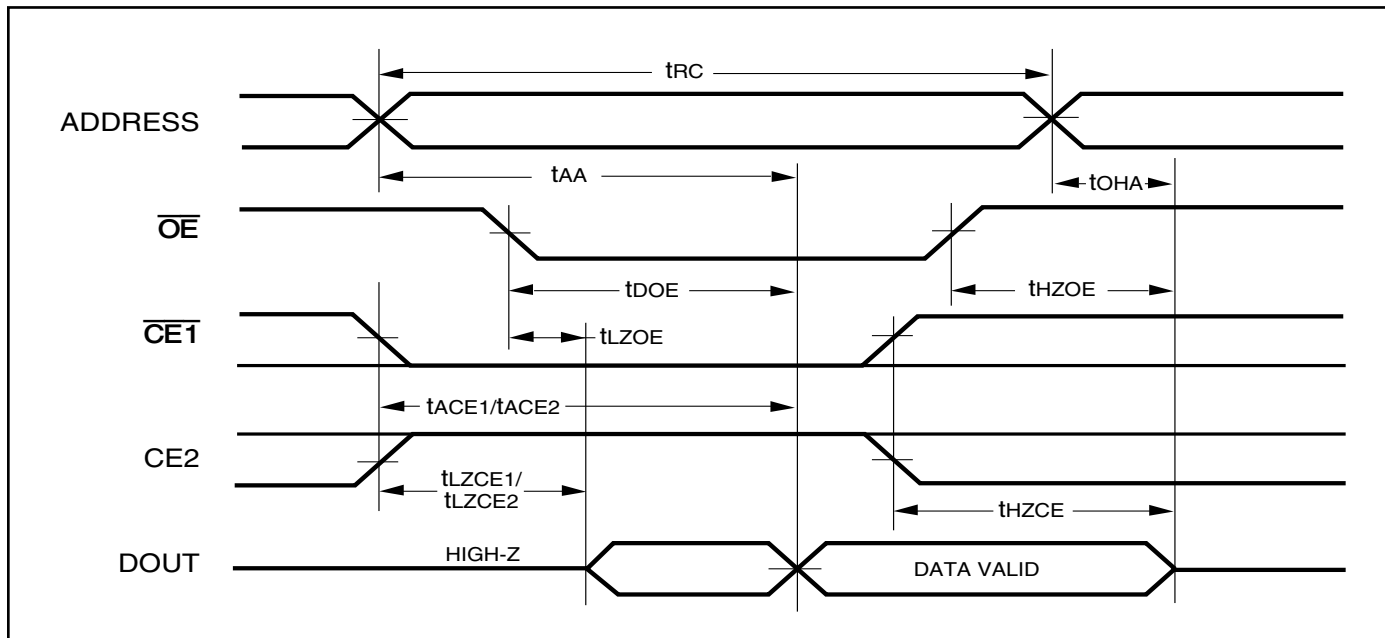 tRC
ADDRESS
tAA
tOHA
OE
tDOE
tHZOE
CE1
tLZOE
tACE1/tACE2
CE2
tLZCE1/
tLZCE2
tHZCE
DOUT
HIGH-Z
DATA VALID